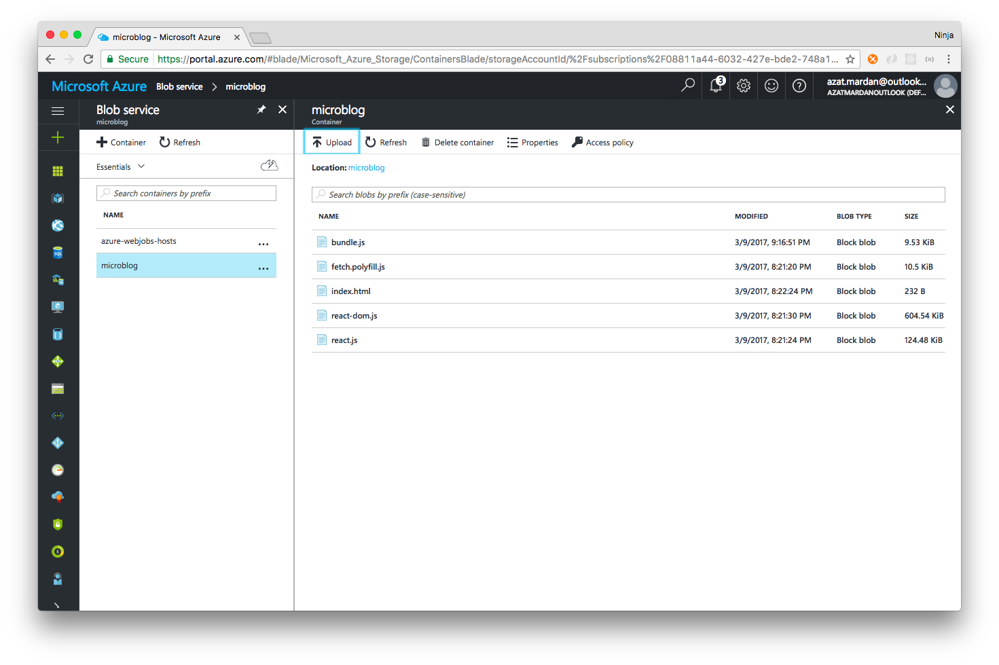 microblog - Microsoft Azure
Ninja
Secure https://portal.azure.com/#blade/Microsoft_Azure_Storage/ContainersBlade/storageAccountId/%2Fsubscriptions%2F08811a44-6032-427e-bde2-748a1...
Microsoft Azure Blob service > microblog
3
azat.mardan@outlook...
AZATMARDANOUTLOOK (DEF...
Blob service
microblog
Container Refresh
Essentials
Search containers by prefix
NAME
azure-webjobs-hosts ...
microblog ...
microblog
Container
Upload Refresh Delete container Properties Access policy
Location: microblog
Search blobs by prefix (case-sensitive)
NAME MODIFIED BLOB TYPE SIZE
bundle.js 3/9/2017, 9:16:51 PM Block blob 9.53 KiB
fetch.polyfill.js 3/9/2017, 8:21:20 PM Block blob 10.5 KiB
index.html 3/9/2017, 8:22:24 PM Block blob 232 B
react-dom.js 3/9/2017, 8:21:30 PM Block blob 604.54 KiB
react.js 3/9/2017, 8:21:24 PM Block blob 124.48 KiB